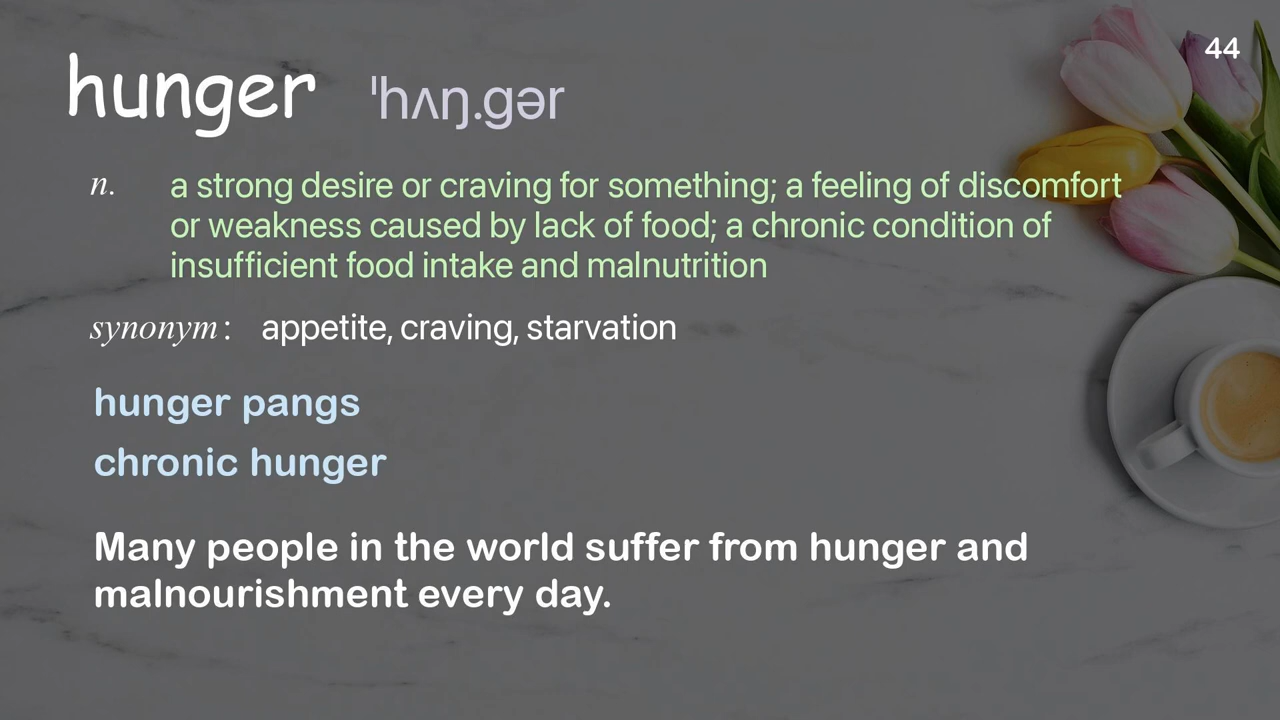 44
hunger ˈhʌŋ.gər
n. a strong desire or craving for something; a feeling of discomfort
or weakness caused by lack of food; a chronic condition of
insufficient food intake and malnutrition
synonym: appetite, craving, starvation
hunger pangs
chronic hunger
Many people in the world suffer from hunger and
malnourishment every day.